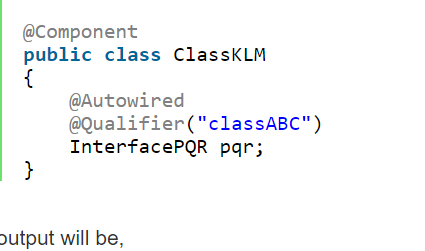 @Component
public class ClassKLM
{
    @Autowired
    @Qualifier("classABC")
    InterfacePQR pqr;
}
output will be,